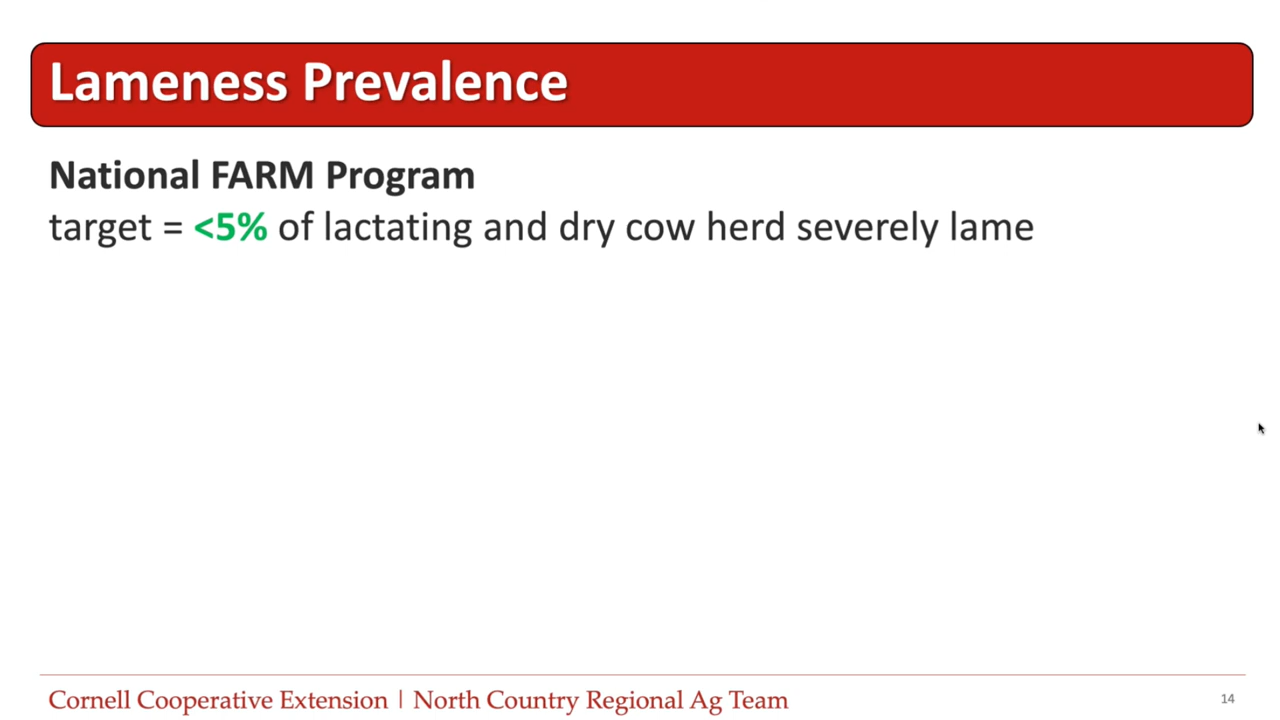 Lameness Prevalence
National FARM Program
target = <5% of lactating and dry cow herd severely lame
Cornell Cooperative Extension | North Country Regional Ag Team
14